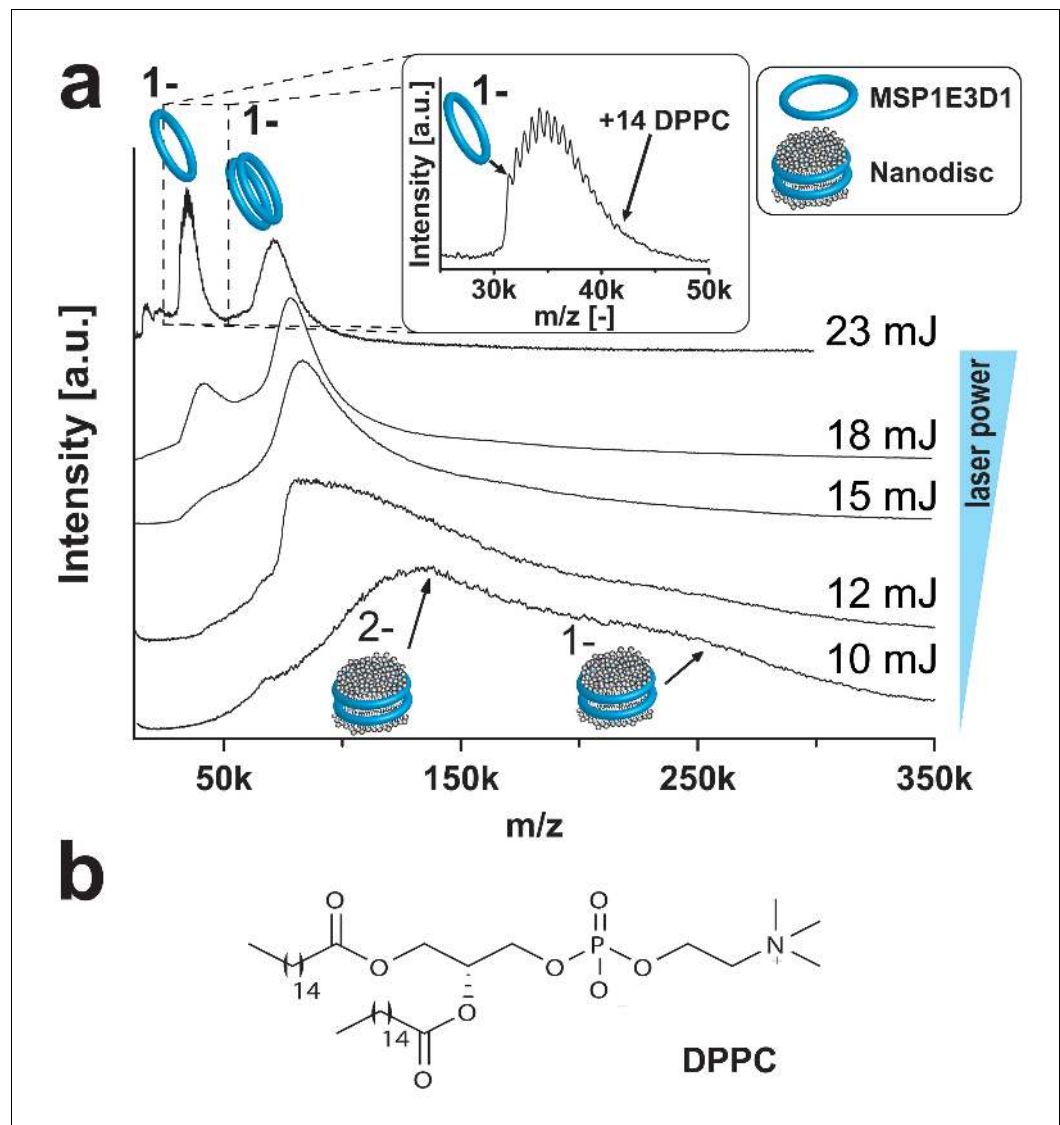 a
1-
1-
Intensity [a.u.]
1-
+14 DPPC
Intensity [a.u.]
30k
40k
50k
m/z [-]
MSP1E3D1
Nanodisc
23 mJ
18 mJ
15 mJ
12 mJ
10 mJ
laser power
2-
1-
50k
150k
250k
350k
m/z
b
O
O
O
P
O
O
O
N
+
14
O
-
14
O
DPPC